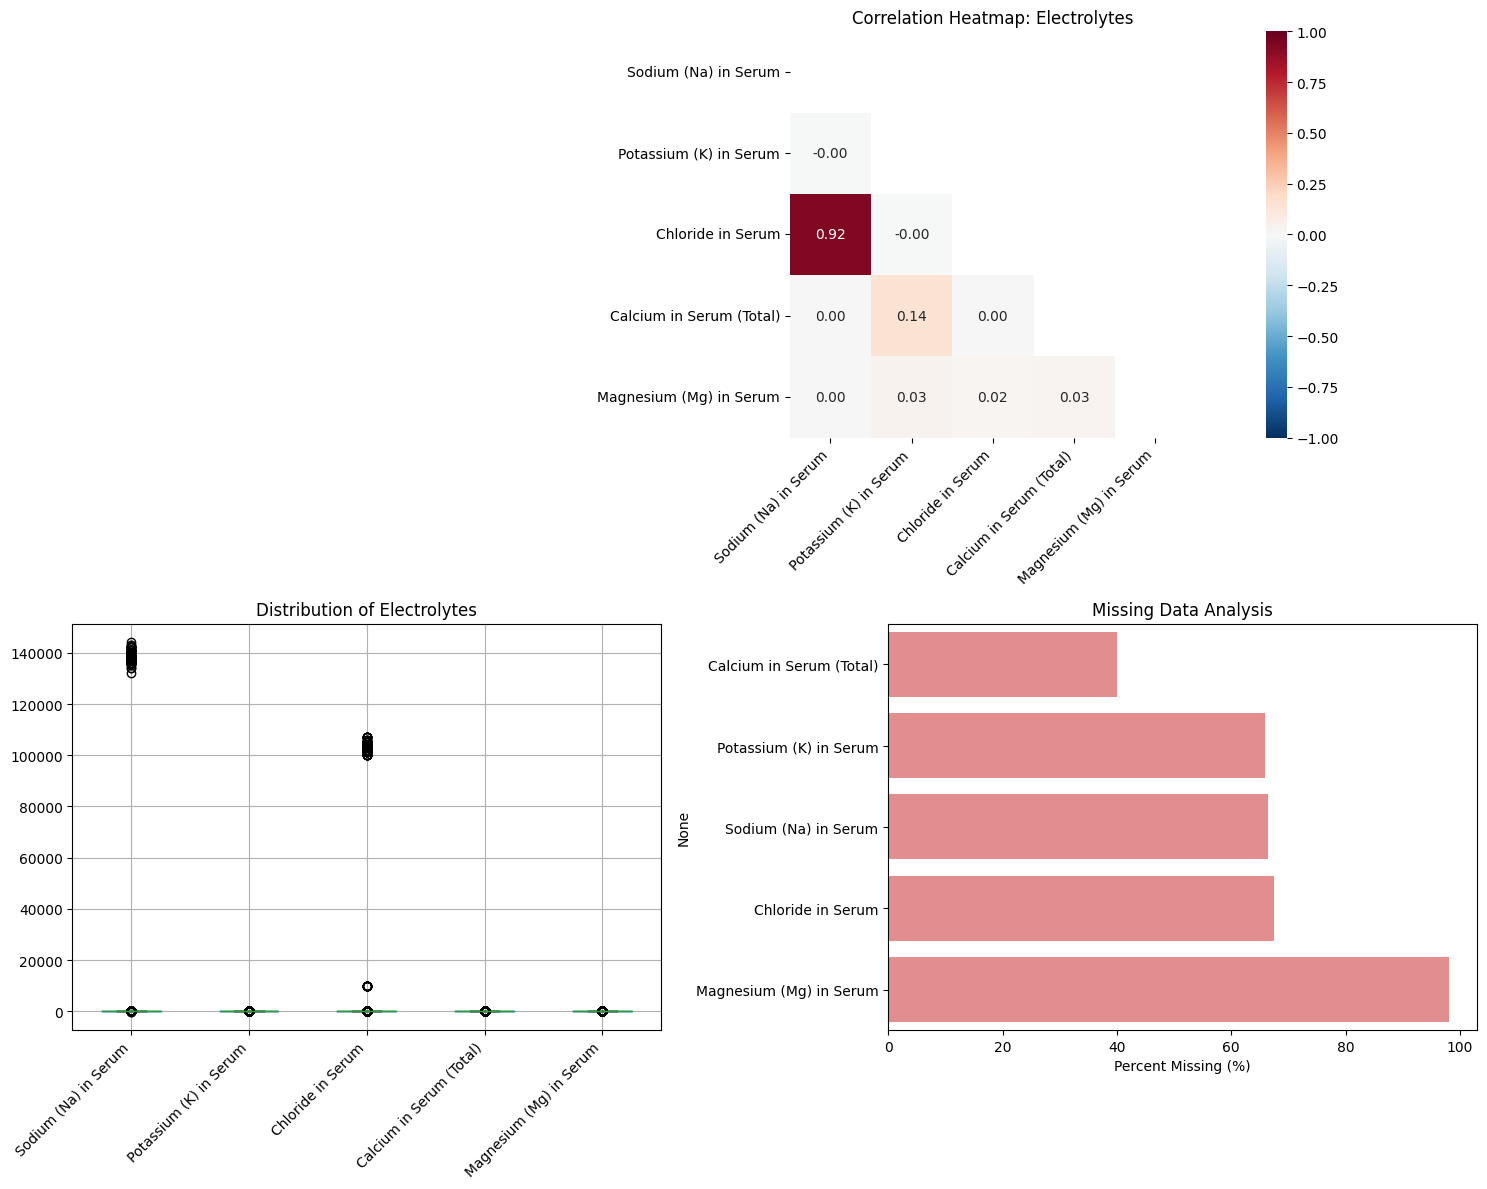 Correlation Heatmap: Electrolytes
Sodium (Na) in Serum
Potassium (K) in Serum
Chloride in Serum
Calcium in Serum (Total)
Magnesium (Mg) in Serum
-0.00
0.92
-0.00
0.00
0.14
0.00
0.00
0.03
0.02
0.03
Sodium (Na) in Serum
Potassium (K) in Serum
Chloride in Serum
Calcium in Serum (Total)
Magnesium (Mg) in Serum
1.00
0.75
0.50
0.25
0.00
−0.25
−0.50
−0.75
−1.00
Distribution of Electrolytes
140000
120000
100000
80000
60000
40000
20000
0
Sodium (Na) in Serum
Potassium (K) in Serum
Chloride in Serum
Calcium in Serum (Total)
Magnesium (Mg) in Serum
Missing Data Analysis
None
Calcium in Serum (Total)
Potassium (K) in Serum
Sodium (Na) in Serum
Chloride in Serum
Magnesium (Mg) in Serum
0 20 40 60 80 100
Percent Missing (%)